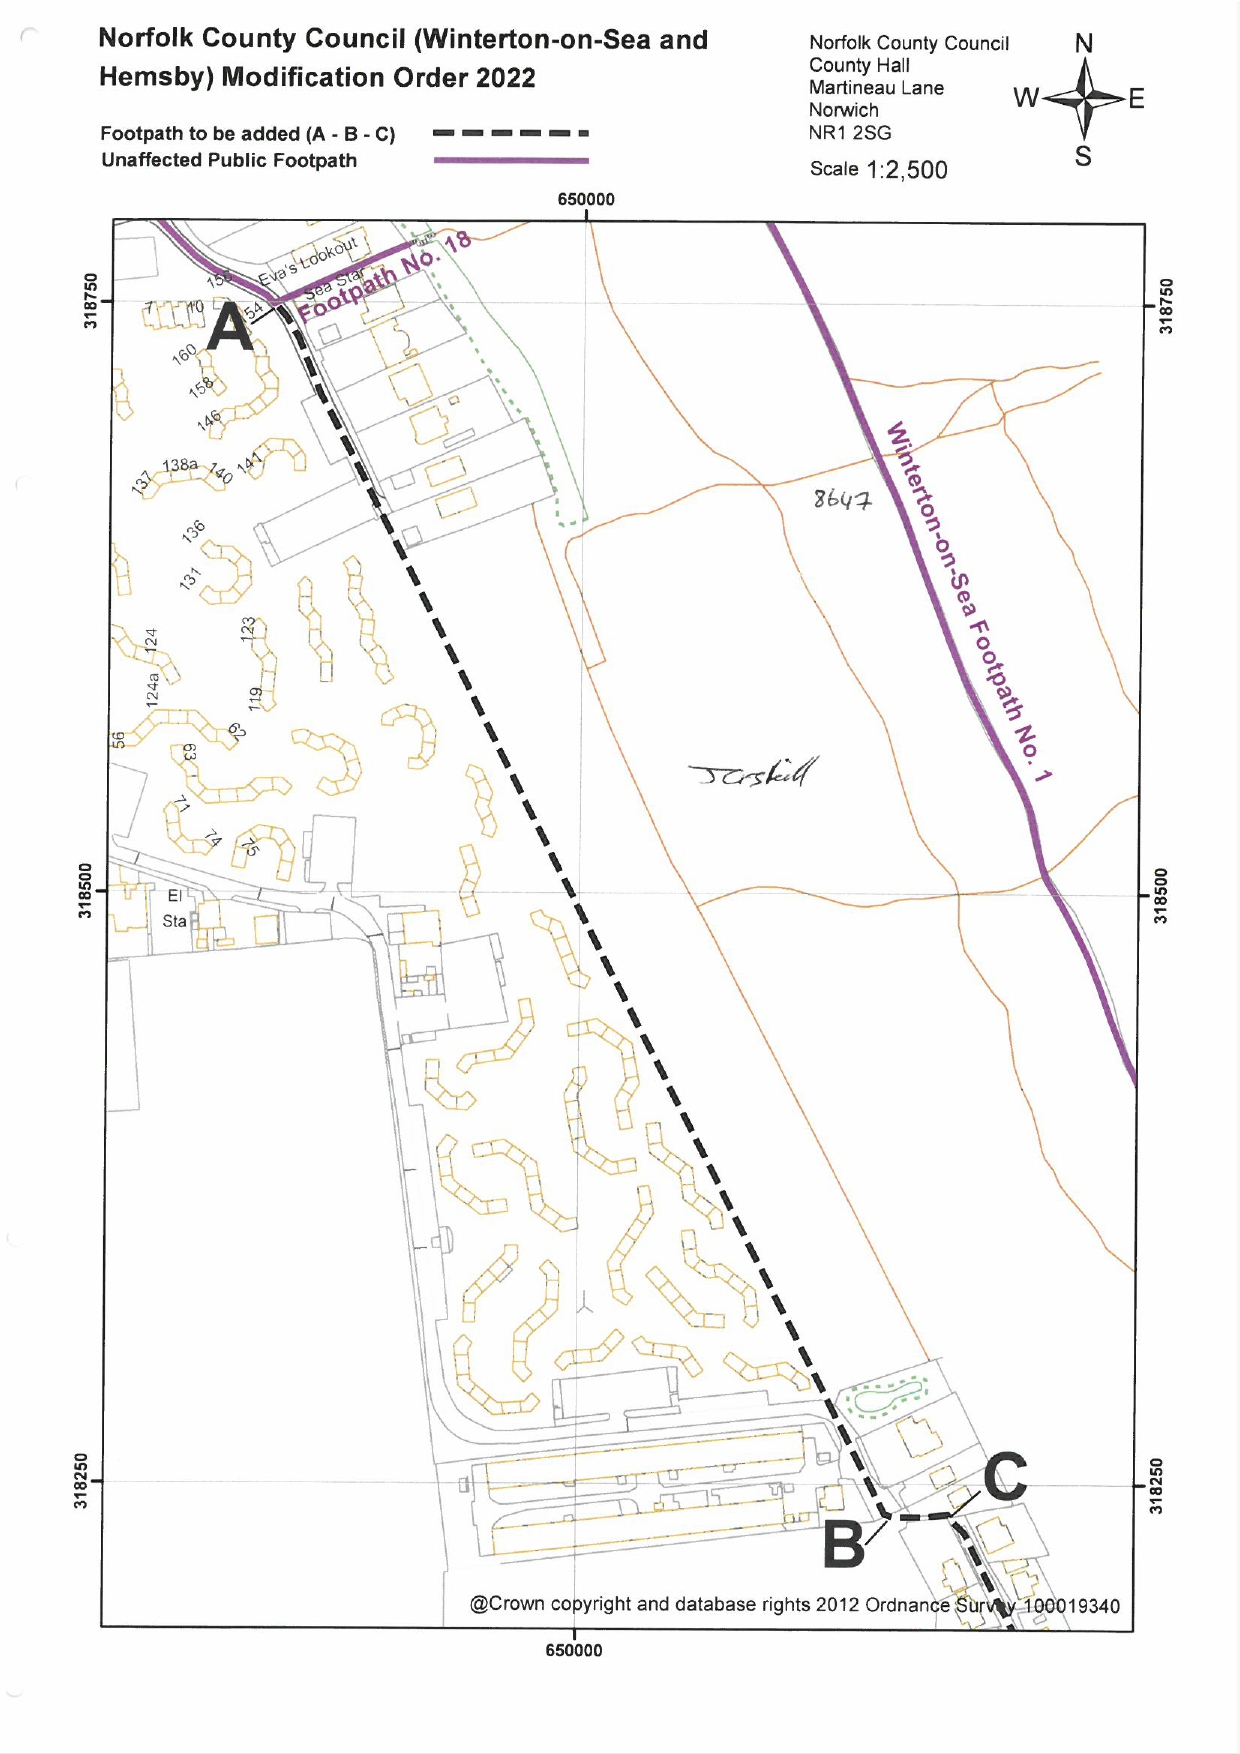 Norfolk County Council (Winterton-on-Sea and
Hemsby) Modification Order 2022
Footpath to be added (A - B - C)
Unaffected Public Footpath
Norfolk County Council
County Hall
Martineau Lane
Norwich
NR1 2SG
Scale 1:2,500
N
W E
S
650000
318750
318750
Eva's Lookout
Sea Star
Footpath No. 18
155
154
7
10
A
160
158
146
137
138a
140
141
8647
Winterton-on-Sea Footpath No. 1
136
131
124
123
124a
119
56
62
63
71
74
75
318500
318500
El
Sta
318250
318250
C
B
@Crown copyright and database rights 2012 Ordnance Survey 100019340
650000